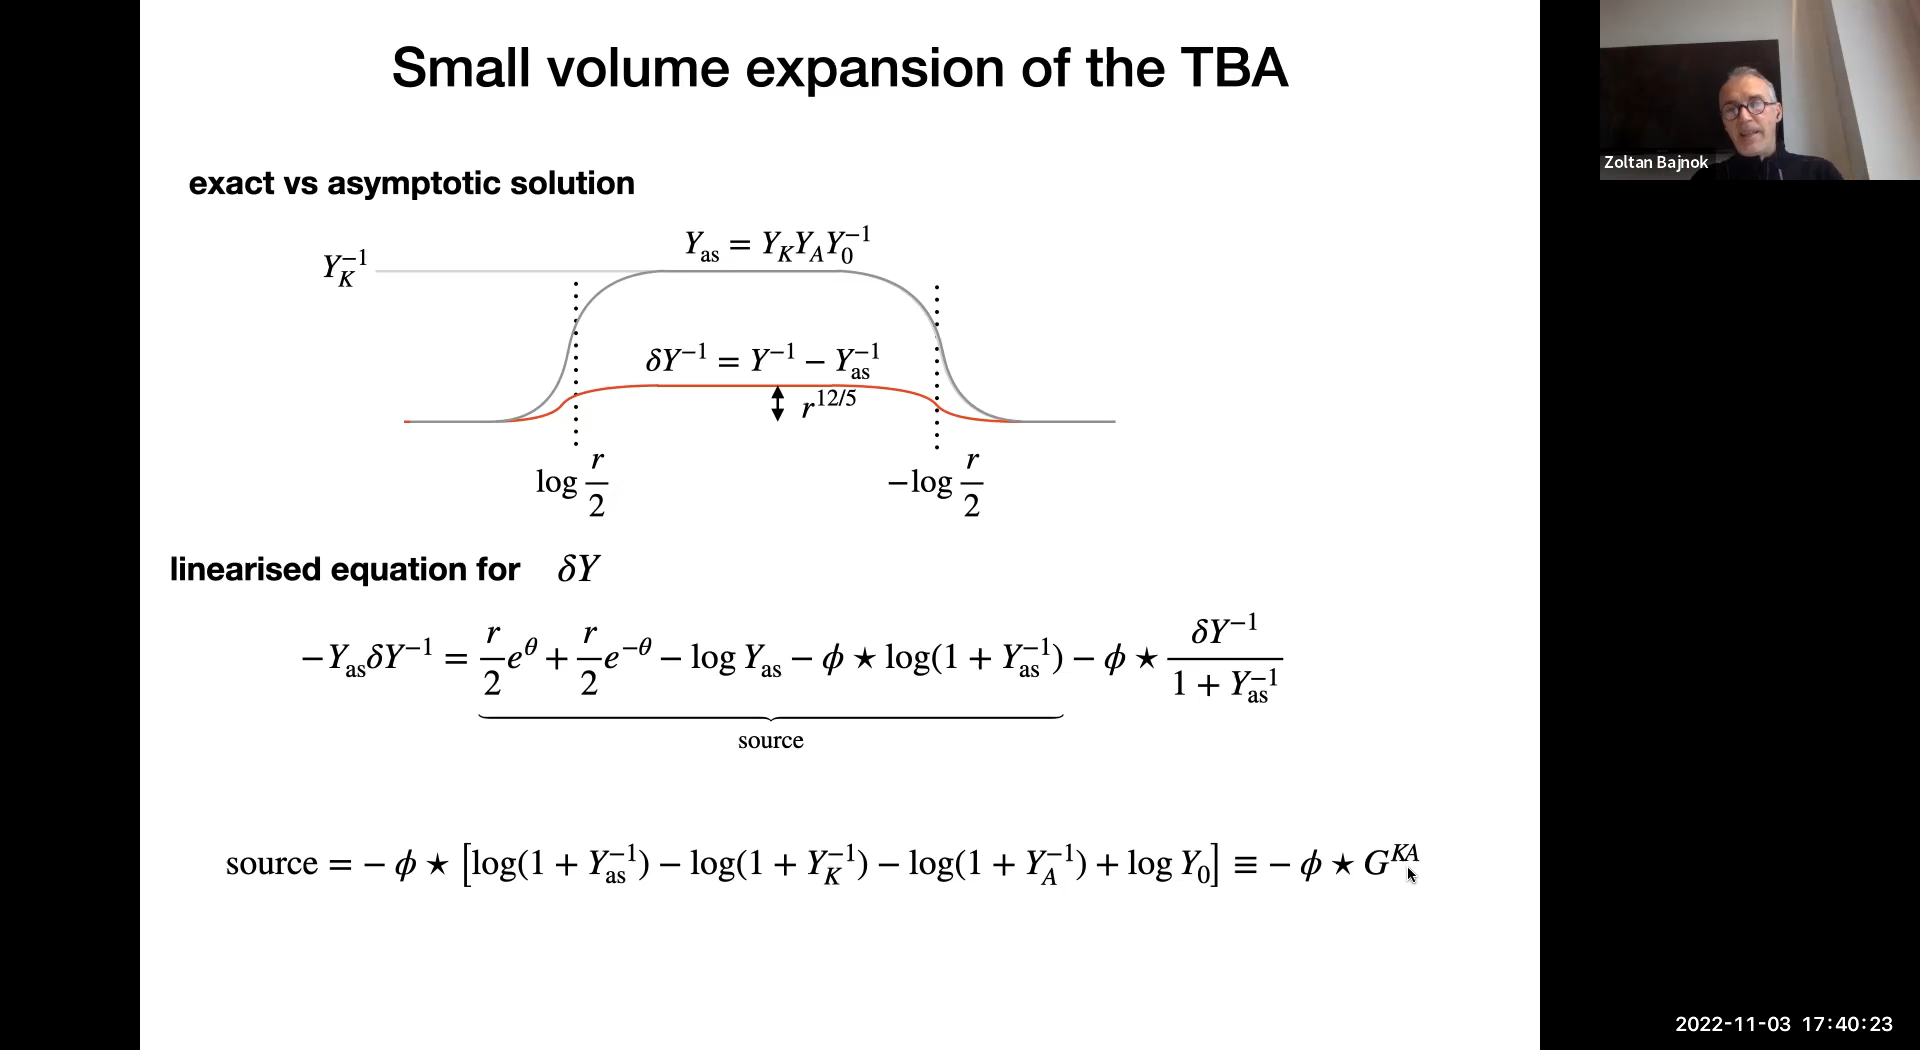 Small volume expansion of the TBA
Zoltan Bajnok
exact vs asymptotic solution
Y_K^{-1}
Y_as = Y_K Y_A Y_0^{-1}
δY^{-1} = Y^{-1} − Y_as^{-1}
r^{12/5}
log r/2
−log r/2
linearised equation for δY
−Y_as δY^{-1} = r/2 e^θ + r/2 e^{−θ} − log Y_as − ϕ ⋆ log(1 + Y_as^{-1}) − ϕ ⋆ δY^{-1}/(1 + Y_as^{-1})
source
source = − ϕ ⋆ [log(1 + Y_as^{-1}) − log(1 + Y_K^{-1}) − log(1 + Y_A^{-1}) + log Y_0] ≡ − ϕ ⋆ G^{KA}
2022-11-03 17:40:23